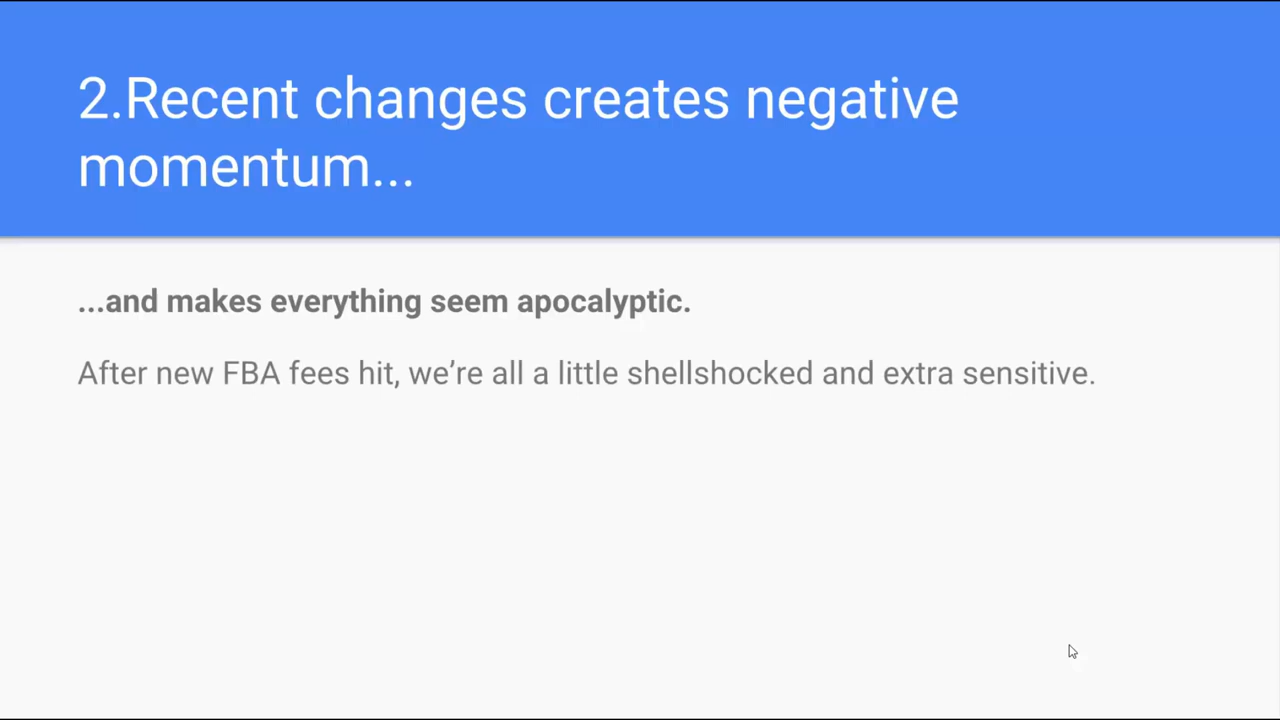 2.Recent changes creates negative
momentum...
...and makes everything seem apocalyptic.
After new FBA fees hit, we’re all a little shellshocked and extra sensitive.